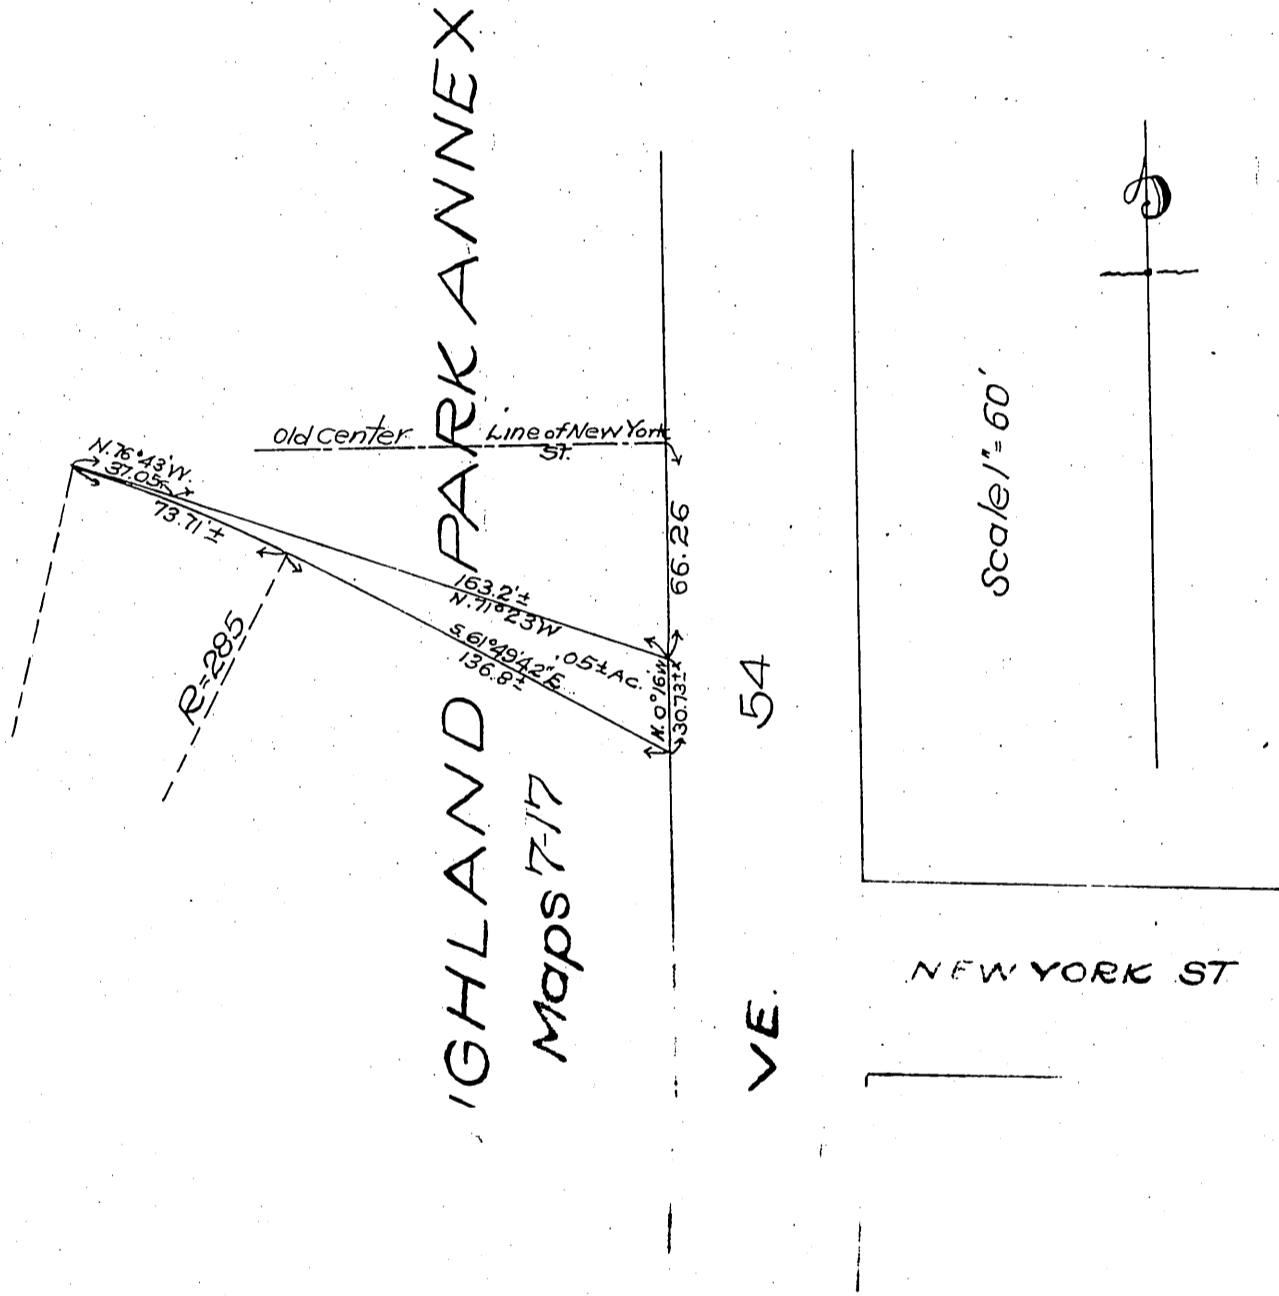 IGHLAND PARK ANNEX
Maps 7-17
Old Center Line of New York
St.
N.76°43'W.
37.05
73.71'±
R=285
163.2'±
N.71°23W
S.61°49'42"E.
136.8'±
.05±Ac.
N.0°16W
30.73±
66.26
54
VE.
Scale 1"=60'
NEW YORK ST